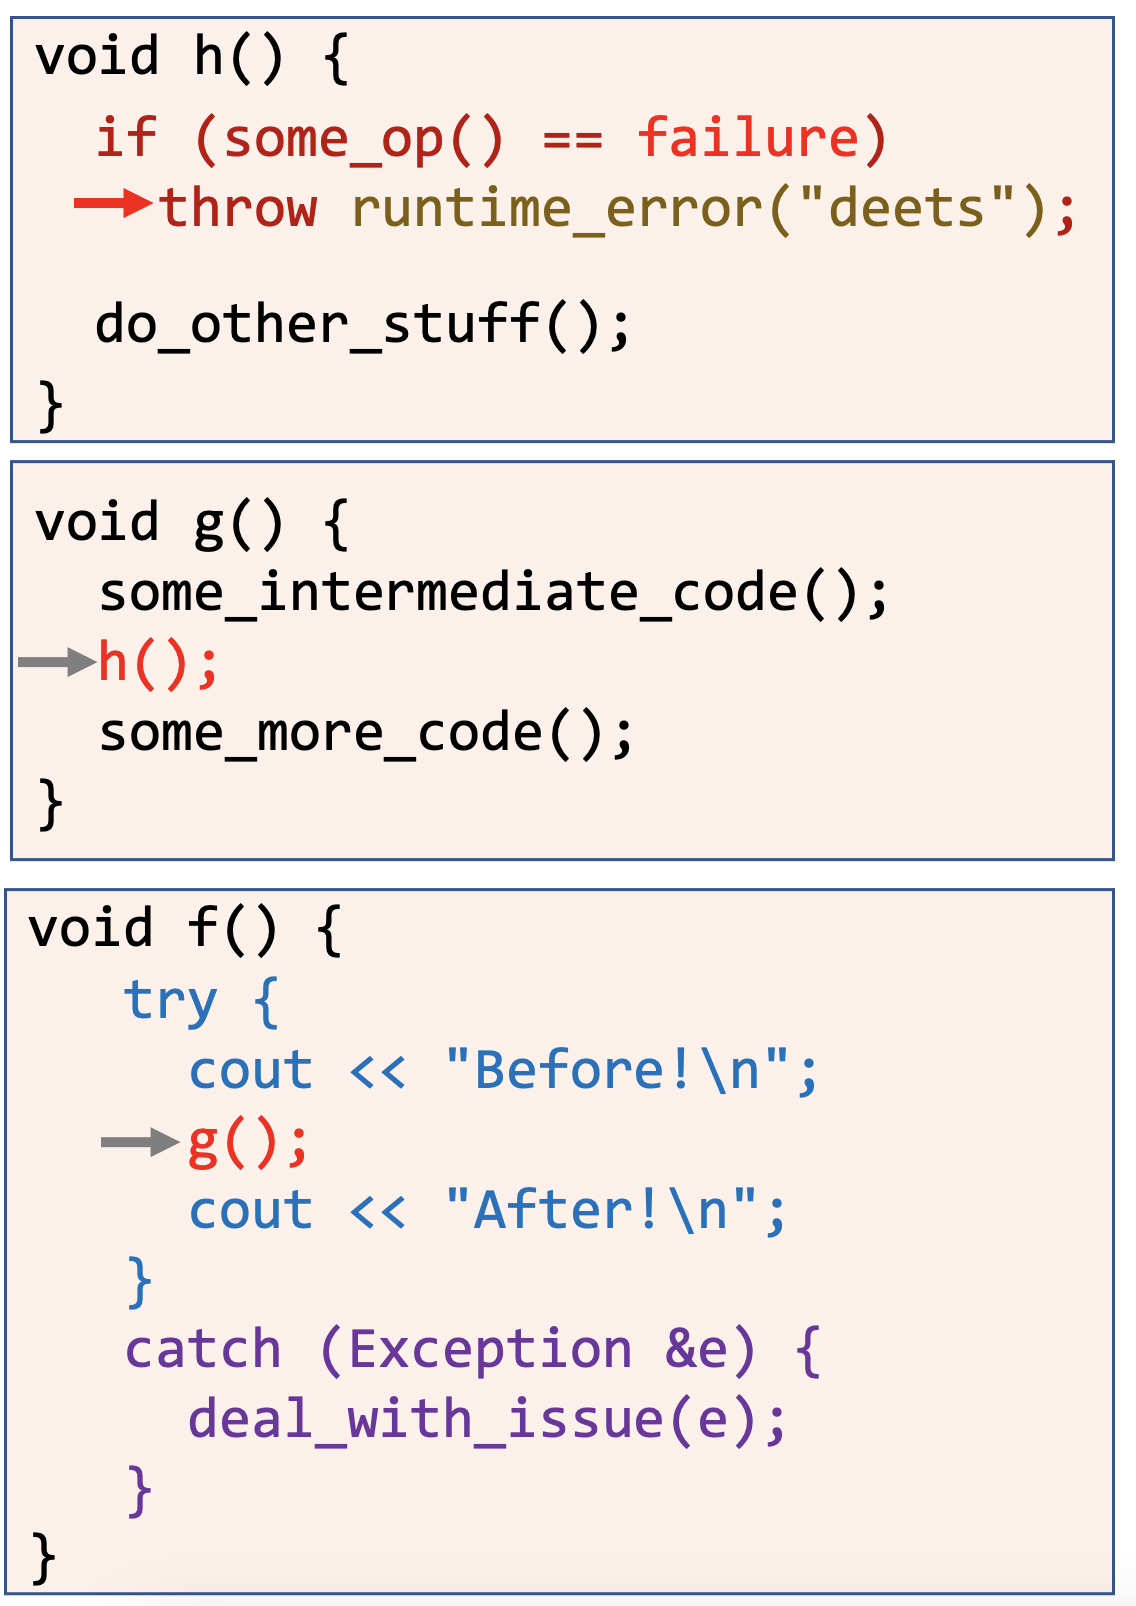 void h() {
  if (some_op() == failure)
    throw runtime_error("deets");
  do_other_stuff();
}
void g() {
  some_intermediate_code();
  h();
  some_more_code();
}
void f() {
   try {
     cout << "Before!\n";
     g();
     cout << "After!\n";
   }
   catch (Exception &e) {
     deal_with_issue(e);
   }
}